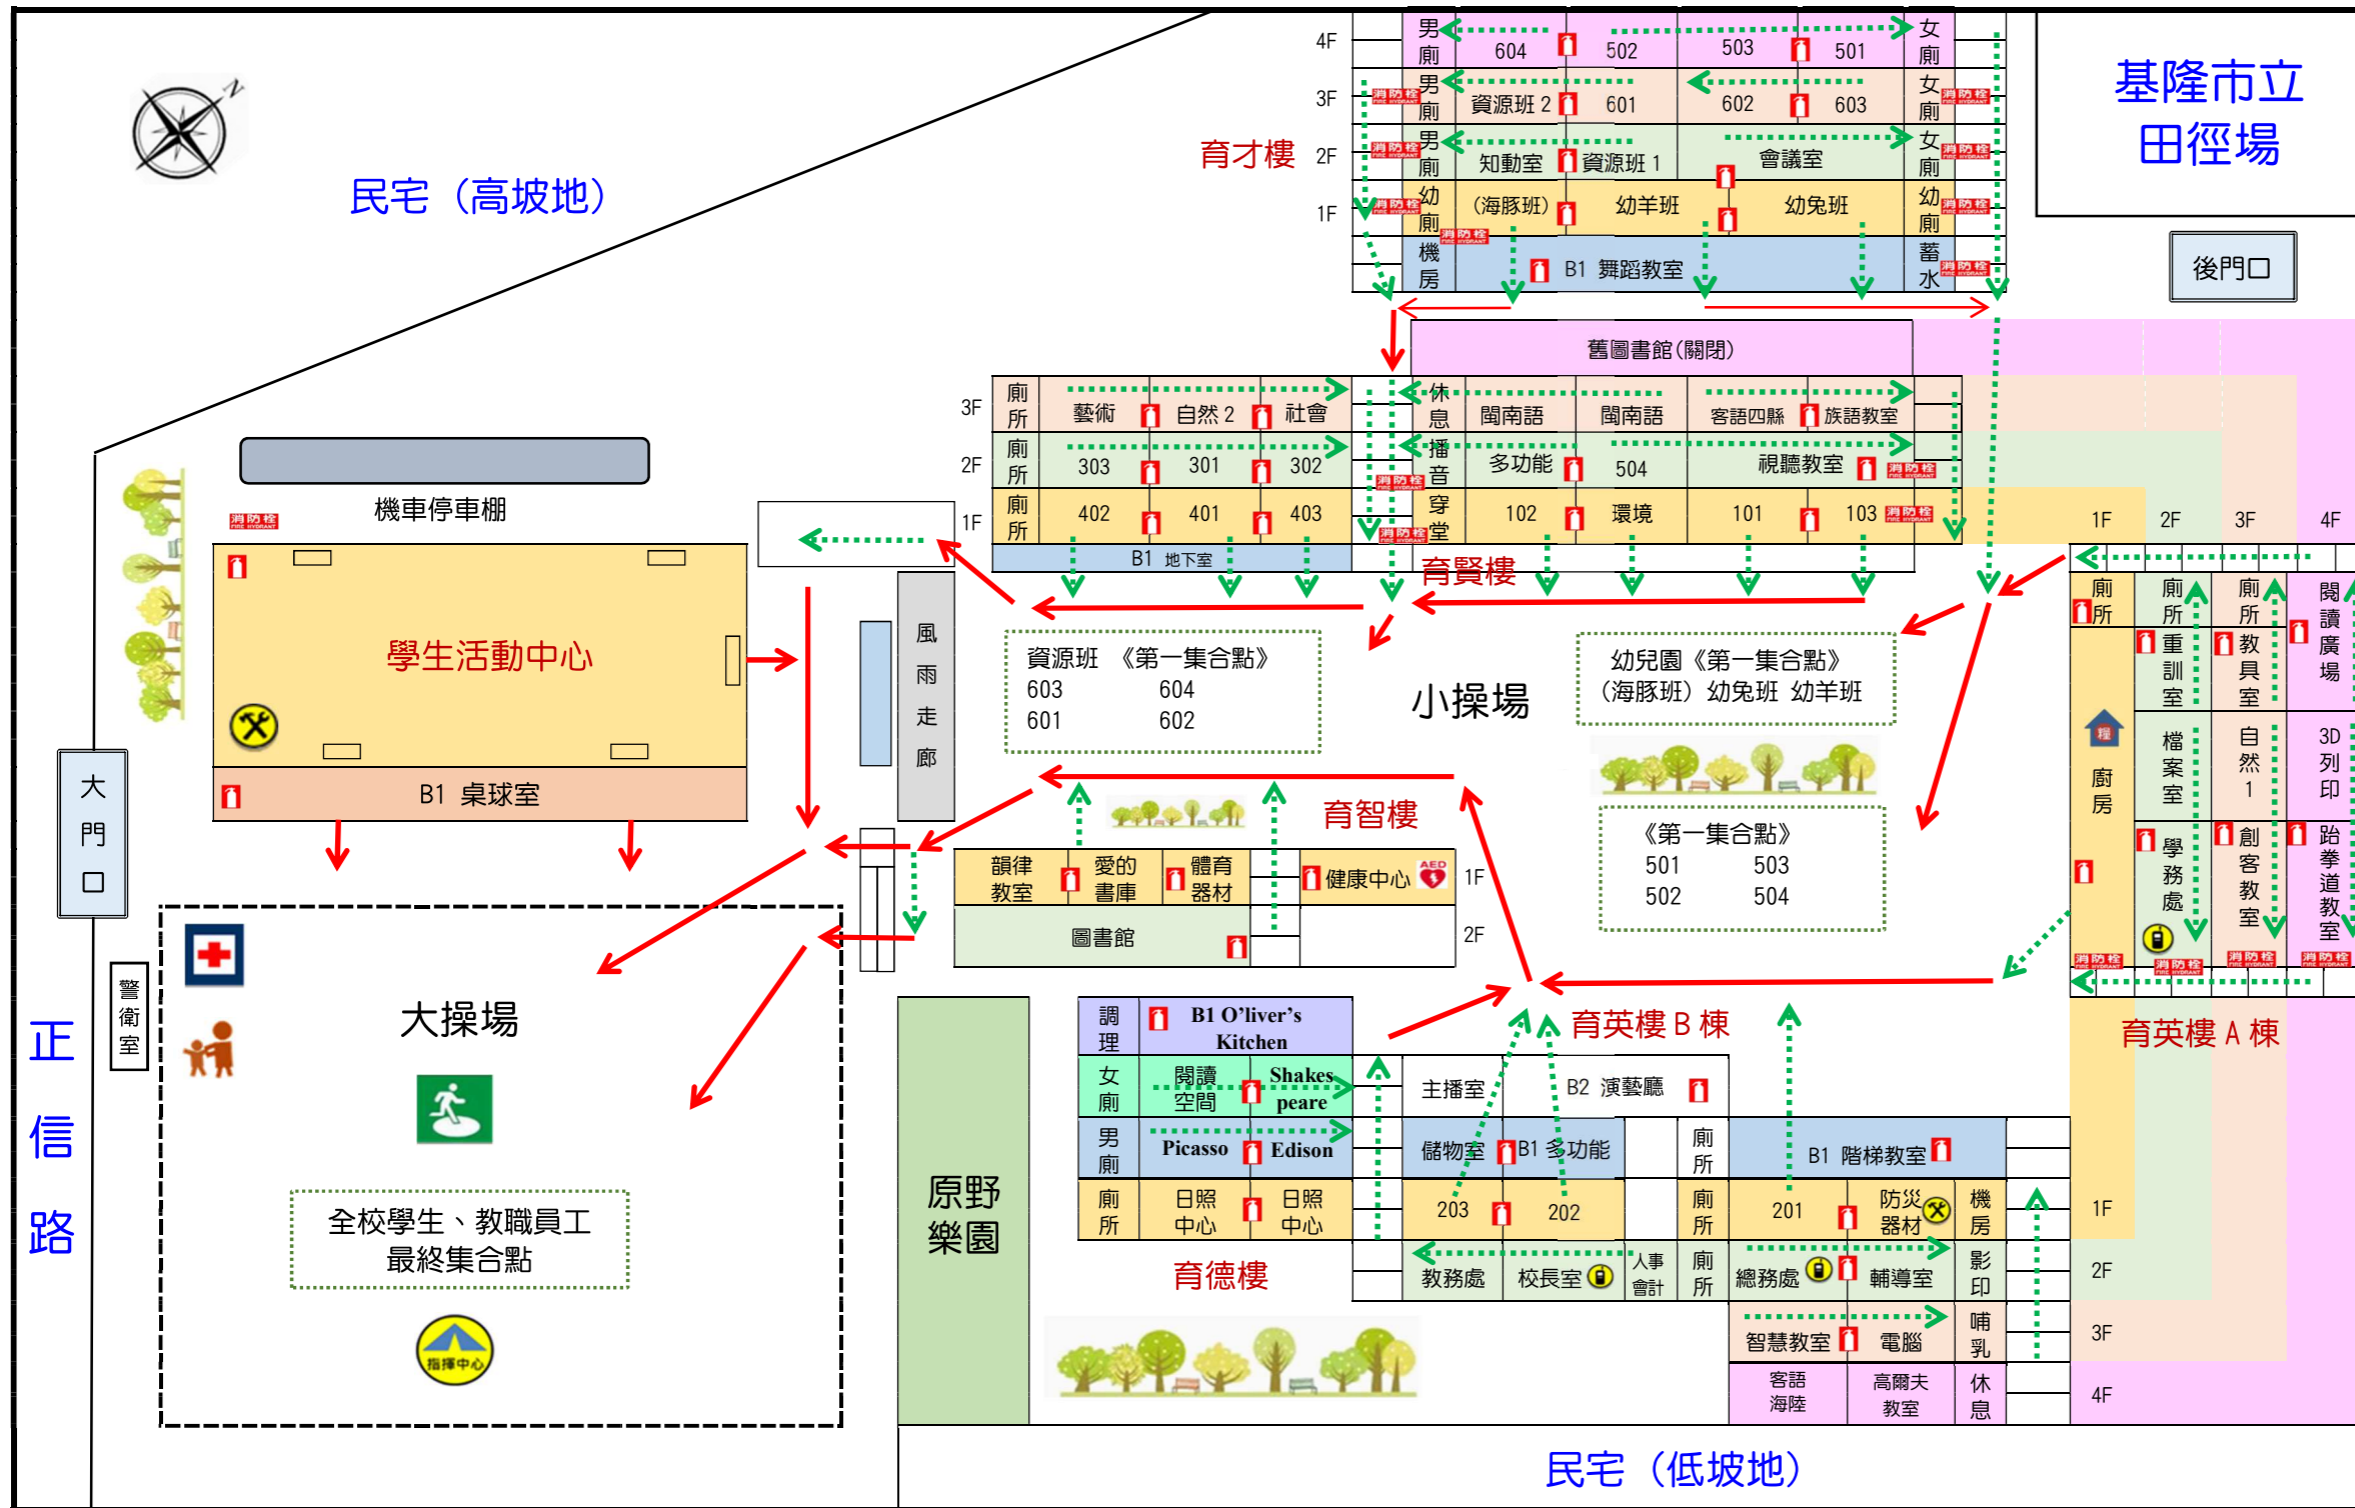 N
民宅（高坡地）
育才樓
4F
男廁
604
502
503
501
女廁
3F
男廁
資源班 2
601
602
603
女廁
2F
男廁
知動室
資源班 1
會議室
女廁
1F
幼廁
(海豚班)
幼羊班
幼兔班
幼廁
機房
B1 舞蹈教室
蓄水
消防栓
FIRE HYDRANT
基隆市立
田徑場
後門口
舊圖書館(關閉)
3F
廁所
藝術
自然 2
社會
休息
閩南語
閩南語
客語四縣
族語教室
2F
廁所
303
301
302
播音
多功能
504
視聽教室
1F
廁所
402
401
403
穿堂
102
環境
101
103
B1 地下室
育賢樓
機車停車棚
消防栓
FIRE HYDRANT
學生活動中心
B1 桌球室
風雨走廊
資源班 《第一集合點》
603 604
601 602
小操場
幼兒園《第一集合點》
（海豚班）幼兔班 幼羊班
《第一集合點》
501 503
502 504
1F 2F 3F 4F
廁所
廁所
廁所
閱讀廣場
重訓室
教具室
糧
廚房
檔案室
自然1
3D列印
學務處
創客教室
跆拳道教室
消防栓
FIRE HYDRANT
育英樓 A 棟
育智樓
韻律
教室
愛的
書庫
體育
器材
健康中心
AED
1F
圖書館
2F
大門口
警衛室
正信路
大操場
全校學生、教職員工
最終集合點
指揮中心
原野
樂園
調理
B1 O'liver's
Kitchen
女廁
閱讀
空間
Shakes
peare
男廁
Picasso
Edison
廁所
日照
中心
日照
中心
育德樓
育英樓 B 棟
主播室
B2 演藝廳
儲物室
B1 多功能
廁所
B1 階梯教室
203
202
廁所
201
防災
器材
機房
1F
教務處
校長室
人事
會計
廁所
總務處
輔導室
影印
2F
智慧教室
電腦
哺乳
3F
客語
海陸
高爾夫
教室
休息
4F
民宅（低坡地）